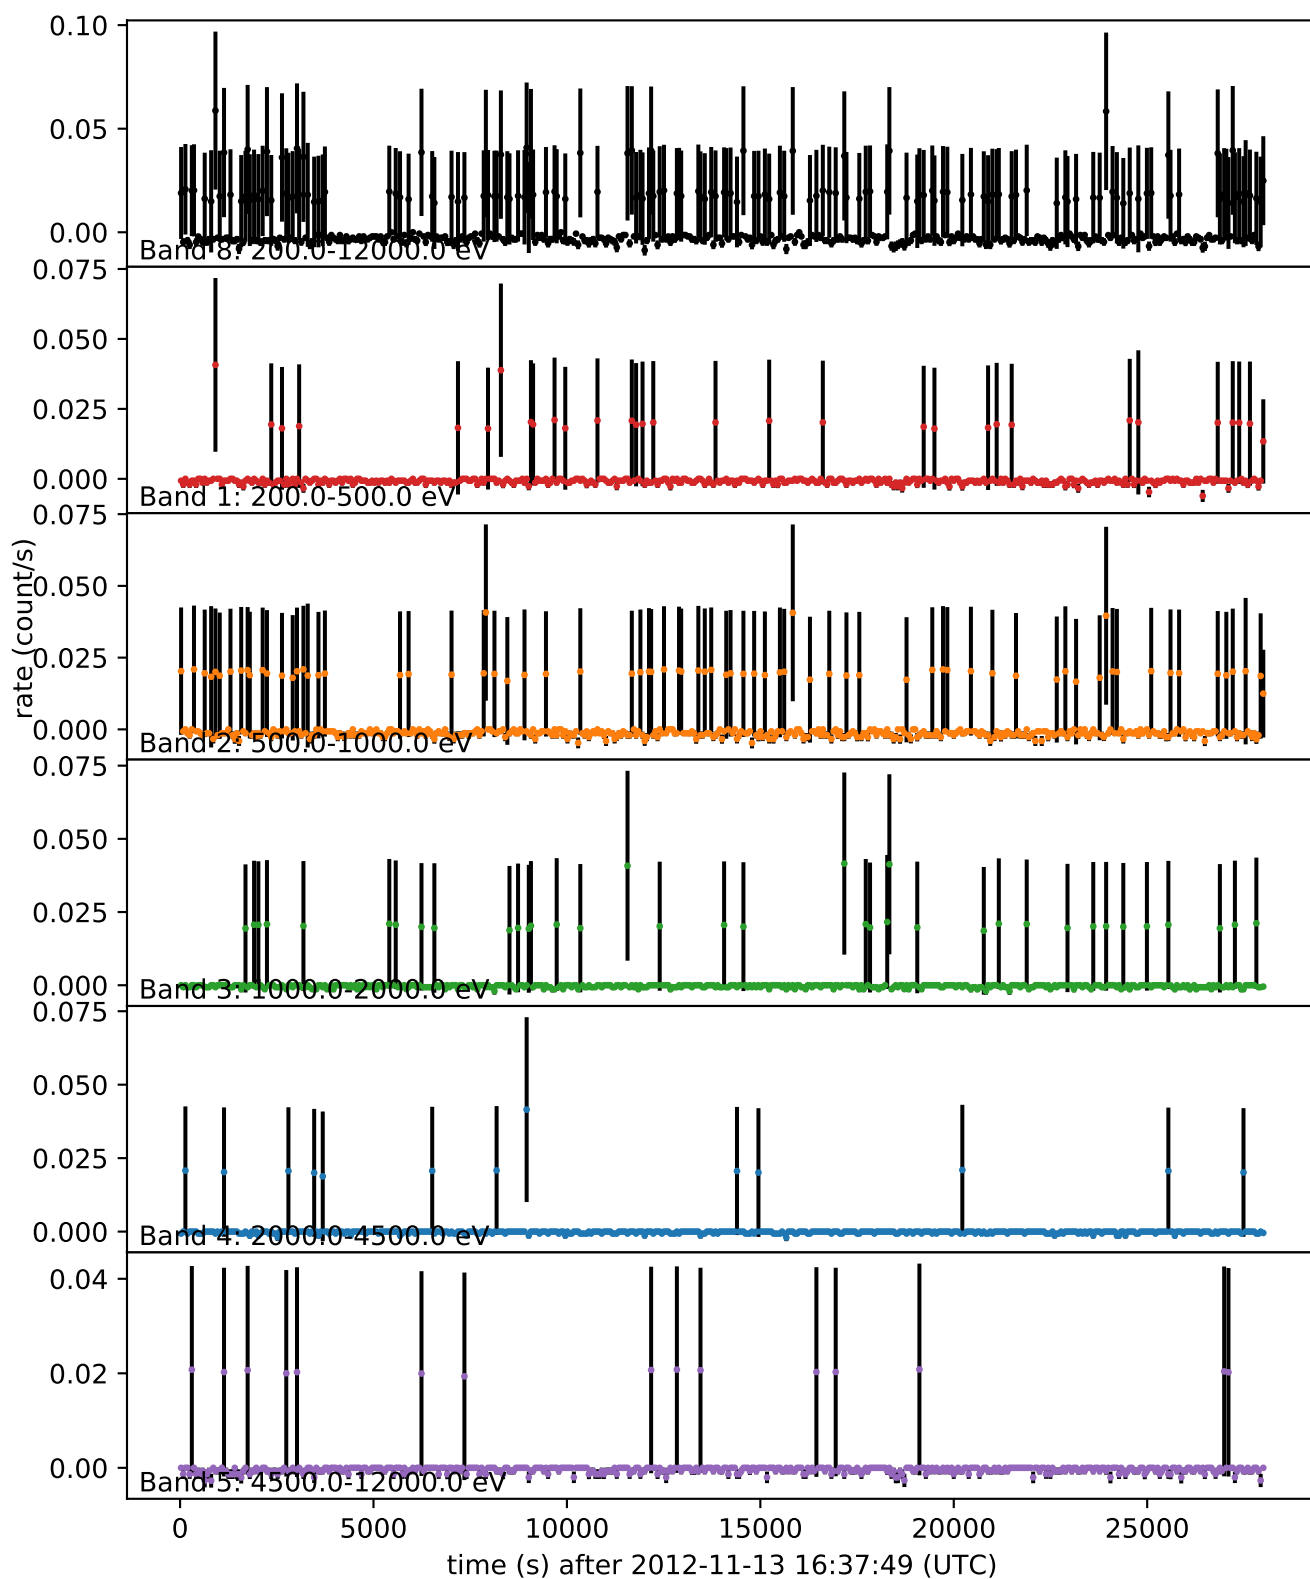 0.10
0.05
0.00
Band 8: 200.0-12000.0 eV
0.075
0.050
0.025
0.000
Band 1: 200.0-500.0 eV
0.075
0.050
0.025
0.000
Band 2: 500.0-1000.0 eV
rate (count/s)
0.075
0.050
0.025
0.000
Band 3: 1000.0-2000.0 eV
0.075
0.050
0.025
0.000
Band 4: 2000.0-4500.0 eV
0.04
0.02
0.00
Band 5: 4500.0-12000.0 eV
0 5000 10000 15000 20000 25000
time (s) after 2012-11-13 16:37:49 (UTC)